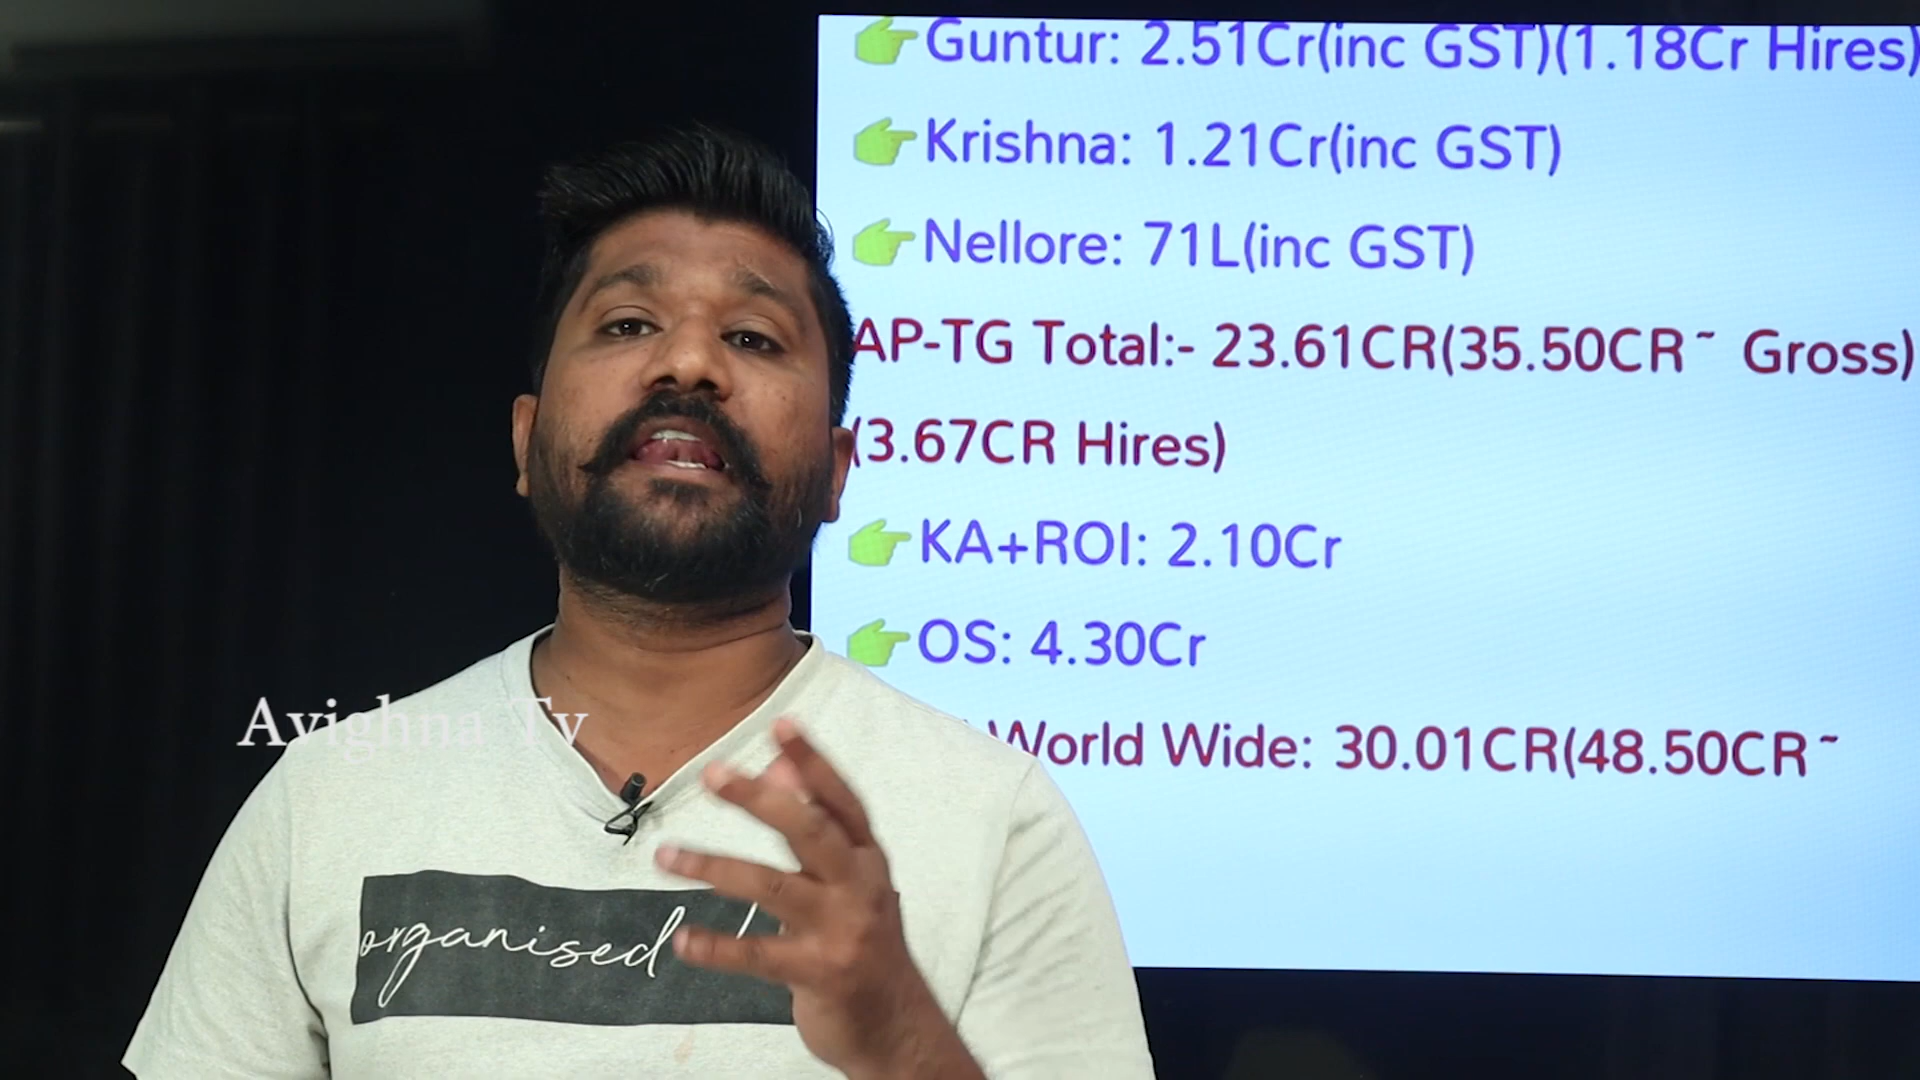 Guntur: 2.51Cr(inc GST)(1.18Cr Hires)
Krishna: 1.21Cr(inc GST)
Nellore: 71L(inc GST)
AP-TG Total:- 23.61CR(35.50CR~ Gross)
(3.67CR Hires)
KA+ROI: 2.10Cr
OS: 4.30Cr
World Wide: 30.01CR(48.50CR~
Avighna Tv
organised